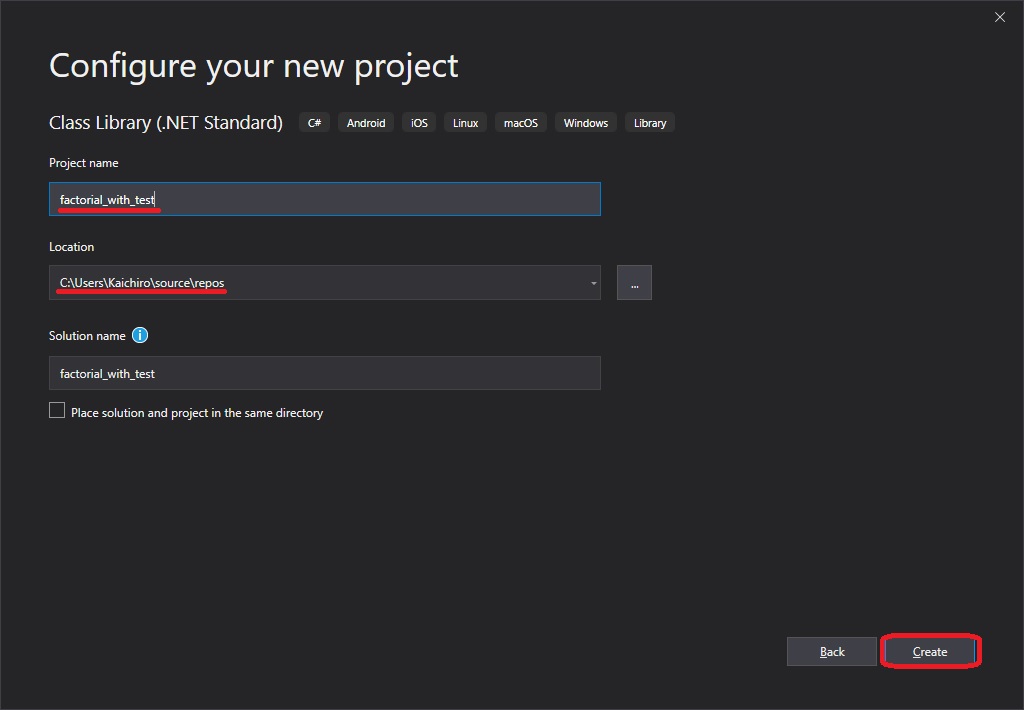 Configure your new project
Class Library (.NET Standard) C# Android iOS Linux macOS Windows Library
Project name
factorial_with_test
Location
C:\Users\Kaichiro\source\repos
...
Solution name
factorial_with_test
Place solution and project in the same directory
Back Create